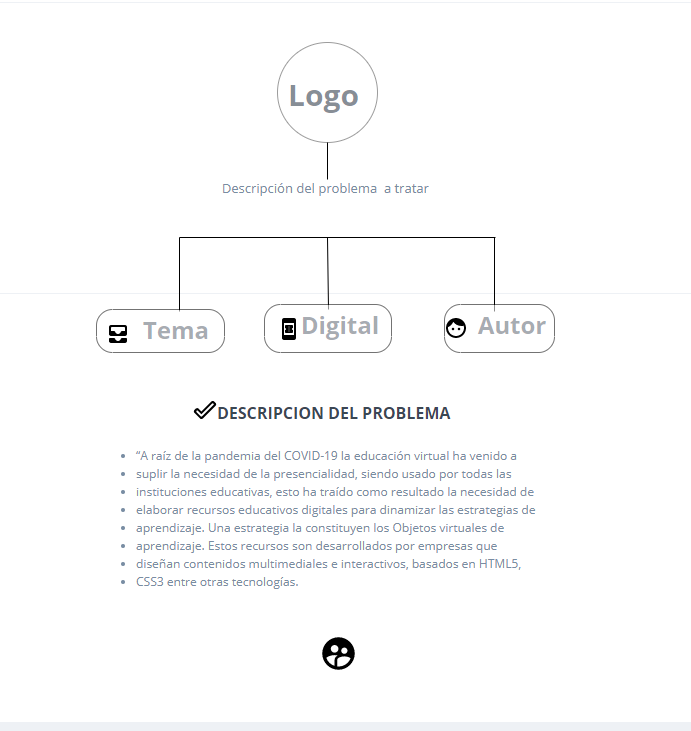 Logo
Descripción del problema a tratar
Tema
Digital
Autor
DESCRIPCION DEL PROBLEMA
• “A raíz de la pandemia del COVID-19 la educación virtual ha venido a
• suplir la necesidad de la presencialidad, siendo usado por todas las
• instituciones educativas, esto ha traído como resultado la necesidad de
• elaborar recursos educativos digitales para dinamizar las estrategias de
• aprendizaje. Una estrategia la constituyen los Objetos virtuales de
• aprendizaje. Estos recursos son desarrollados por empresas que
• diseñan contenidos multimediales e interactivos, basados en HTML5,
• CSS3 entre otras tecnologías.